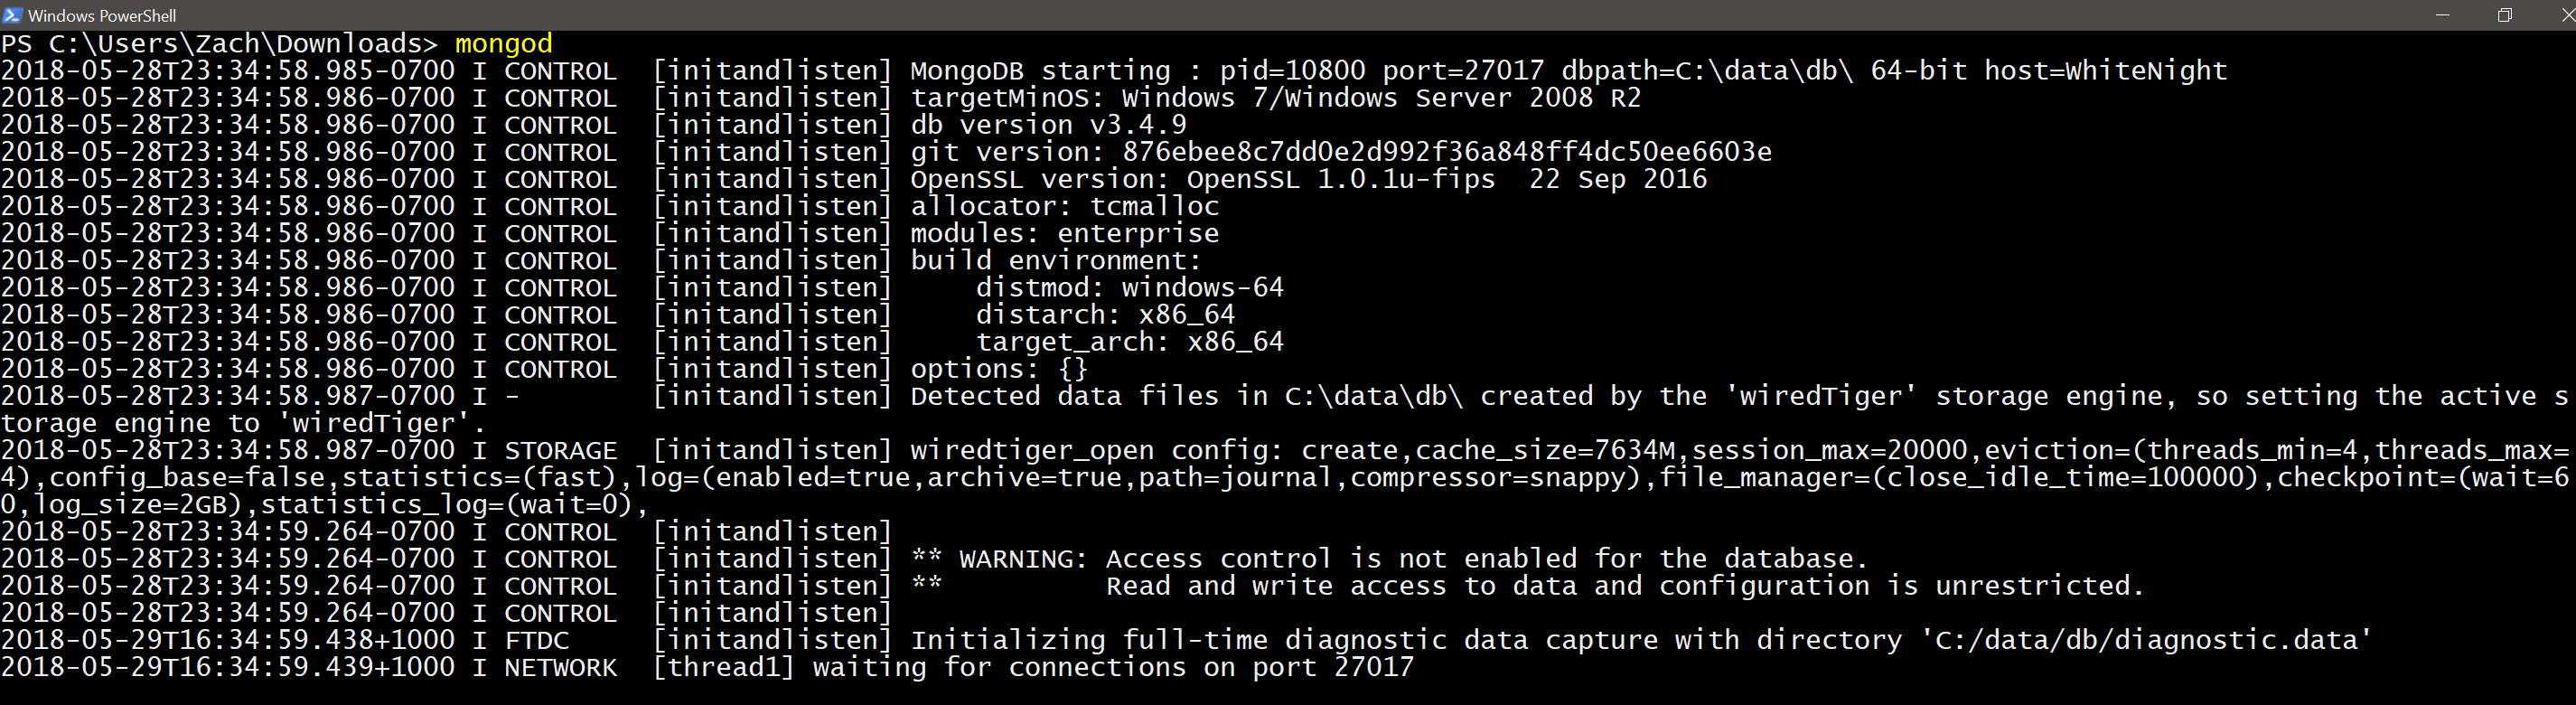 Windows PowerShell
PS C:\Users\Zach\Downloads> mongod
2018-05-28T23:34:58.985-0700 I CONTROL  [initandlisten] MongoDB starting : pid=10800 port=27017 dbpath=C:\data\db\ 64-bit host=WhiteNight
2018-05-28T23:34:58.986-0700 I CONTROL  [initandlisten] targetMinOS: Windows 7/Windows Server 2008 R2
2018-05-28T23:34:58.986-0700 I CONTROL  [initandlisten] db version v3.4.9
2018-05-28T23:34:58.986-0700 I CONTROL  [initandlisten] git version: 876ebee8c7dd0e2d992f36a848ff4dc50ee6603e
2018-05-28T23:34:58.986-0700 I CONTROL  [initandlisten] OpenSSL version: OpenSSL 1.0.1u-fips  22 Sep 2016
2018-05-28T23:34:58.986-0700 I CONTROL  [initandlisten] allocator: tcmalloc
2018-05-28T23:34:58.986-0700 I CONTROL  [initandlisten] modules: enterprise
2018-05-28T23:34:58.986-0700 I CONTROL  [initandlisten] build environment:
2018-05-28T23:34:58.986-0700 I CONTROL  [initandlisten]     distmod: windows-64
2018-05-28T23:34:58.986-0700 I CONTROL  [initandlisten]     distarch: x86_64
2018-05-28T23:34:58.986-0700 I CONTROL  [initandlisten]     target_arch: x86_64
2018-05-28T23:34:58.986-0700 I CONTROL  [initandlisten] options: {}
2018-05-28T23:34:58.987-0700 I -        [initandlisten] Detected data files in C:\data\db\ created by the 'wiredTiger' storage engine, so setting the active s
torage engine to 'wiredTiger'.
2018-05-28T23:34:58.987-0700 I STORAGE  [initandlisten] wiredtiger_open config: create,cache_size=7634M,session_max=20000,eviction=(threads_min=4,threads_max=
4),config_base=false,statistics=(fast),log=(enabled=true,archive=true,path=journal,compressor=snappy),file_manager=(close_idle_time=100000),checkpoint=(wait=6
0,log_size=2GB),statistics_log=(wait=0),
2018-05-28T23:34:59.264-0700 I CONTROL  [initandlisten]
2018-05-28T23:34:59.264-0700 I CONTROL  [initandlisten] ** WARNING: Access control is not enabled for the database.
2018-05-28T23:34:59.264-0700 I CONTROL  [initandlisten] **          Read and write access to data and configuration is unrestricted.
2018-05-28T23:34:59.264-0700 I CONTROL  [initandlisten]
2018-05-29T16:34:59.438+1000 I FTDC     [initandlisten] Initializing full-time diagnostic data capture with directory 'C:/data/db/diagnostic.data'
2018-05-29T16:34:59.439+1000 I NETWORK  [thread1] waiting for connections on port 27017